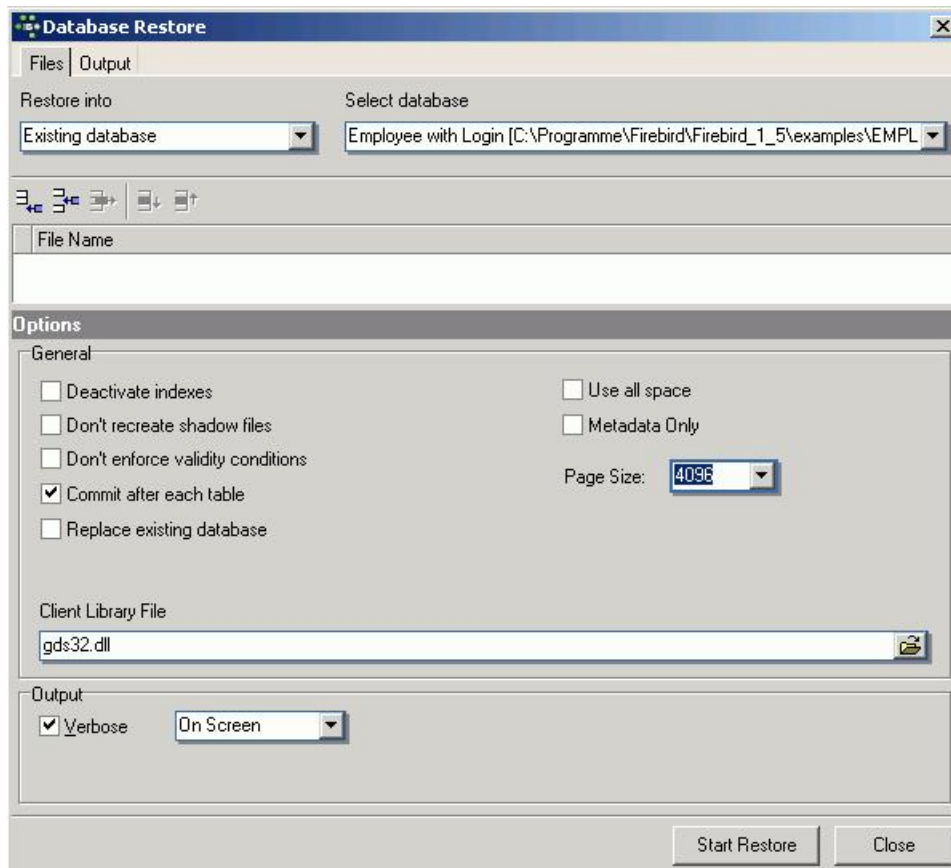 Database Restore
Files Output
Restore into Select database
Existing database Employee with Login [C:\Programme\Firebird\Firebird_1_5\examples\EMPL
File Name
Options
General
Deactivate indexes Use all space
Don't recreate shadow files Metadata Only
Don't enforce validity conditions
Page Size: 4096
Commit after each table
Replace existing database
Client Library File
gds32.dll
Output
Verbose On Screen
Start Restore Close